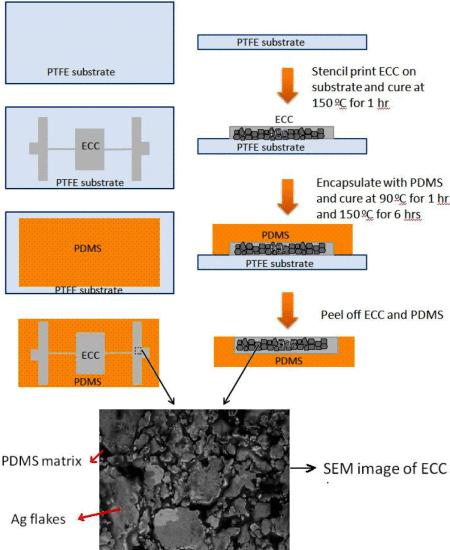 PTFE substrate
PTFE substrate
Stencil print ECC on
substrate and cure at
150 ºC for 1 hr
ECC
ECC
PTFE substrate
PTFE substrate
Encapsulate with PDMS
and cure at 90ºC for 1 hr
and 150ºC for 6 hrs
PDMS
PDMS
PTFE substrate
PTFE substrate
Peel off ECC and PDMS
ECC
PDMS
PDMS
PDMS matrix
SEM image of ECC
Ag flakes